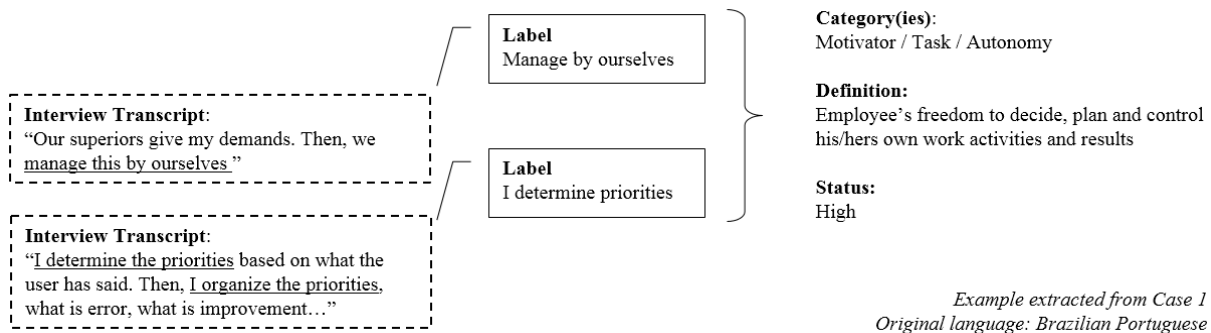 Interview Transcript:
“Our superiors give my demands. Then, we
manage this by ourselves ”
Interview Transcript:
“I determine the priorities based on what the
user has said. Then, I organize the priorities,
what is error, what is improvement…”
Label
Manage by ourselves
Label
I determine priorities
Category(ies):
Motivator / Task / Autonomy
Definition:
Employee’s freedom to decide, plan and control
his/hers own work activities and results
Status:
High
Example extracted from Case 1
Original language: Brazilian Portuguese